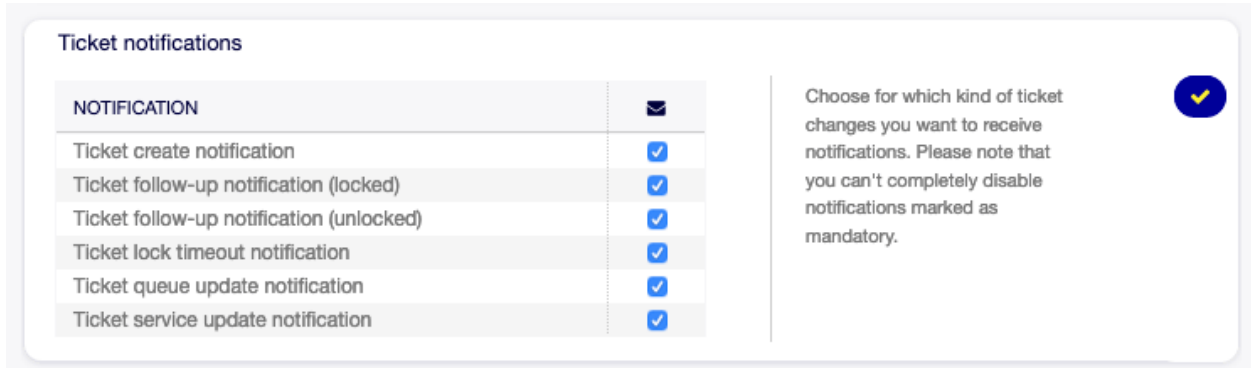 Ticket notifications
NOTIFICATION
Ticket create notification
Ticket follow-up notification (locked)
Ticket follow-up notification (unlocked)
Ticket lock timeout notification
Ticket queue update notification
Ticket service update notification
Choose for which kind of ticket
changes you want to receive
notifications. Please note that
you can't completely disable
notifications marked as
mandatory.